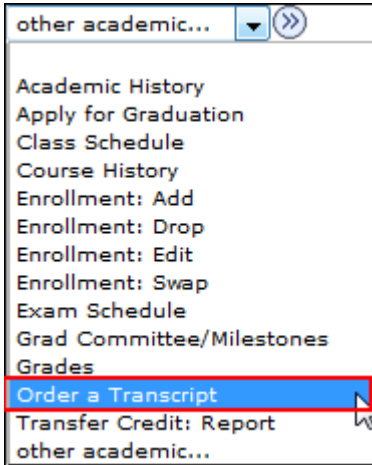 other academic...
Academic History
Apply for Graduation
Class Schedule
Course History
Enrollment: Add
Enrollment: Drop
Enrollment: Edit
Enrollment: Swap
Exam Schedule
Grad Committee/Milestones
Grades
Order a Transcript
Transfer Credit: Report
other academic...